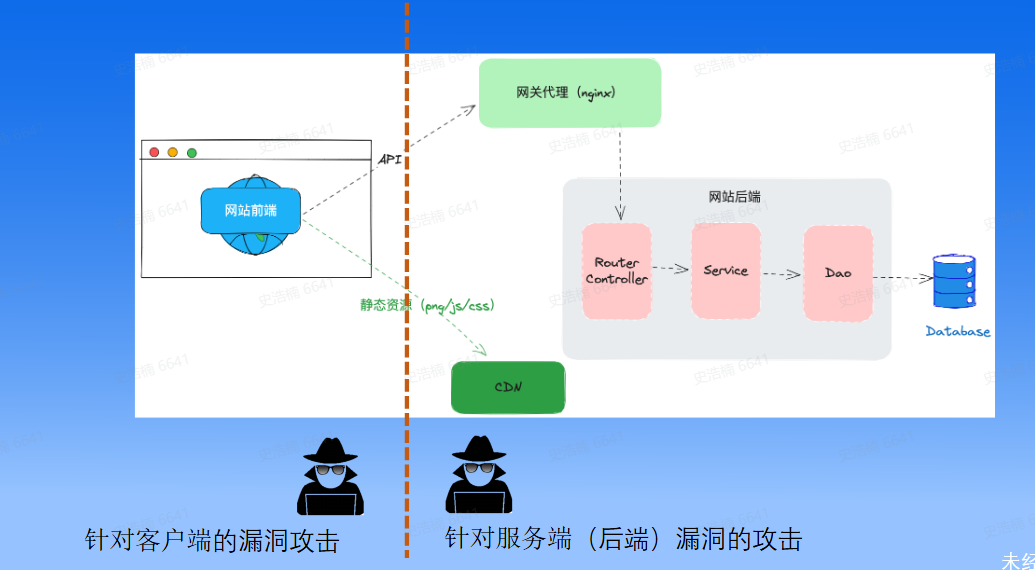 网关代理（nginx）
API
网站前端
网站后端
Router
Controller
Service
Dao
Database
静态资源（png/js/css）
CDN
针对客户端的漏洞攻击
针对服务端（后端）漏洞的攻击
未经
史浩楠 6641